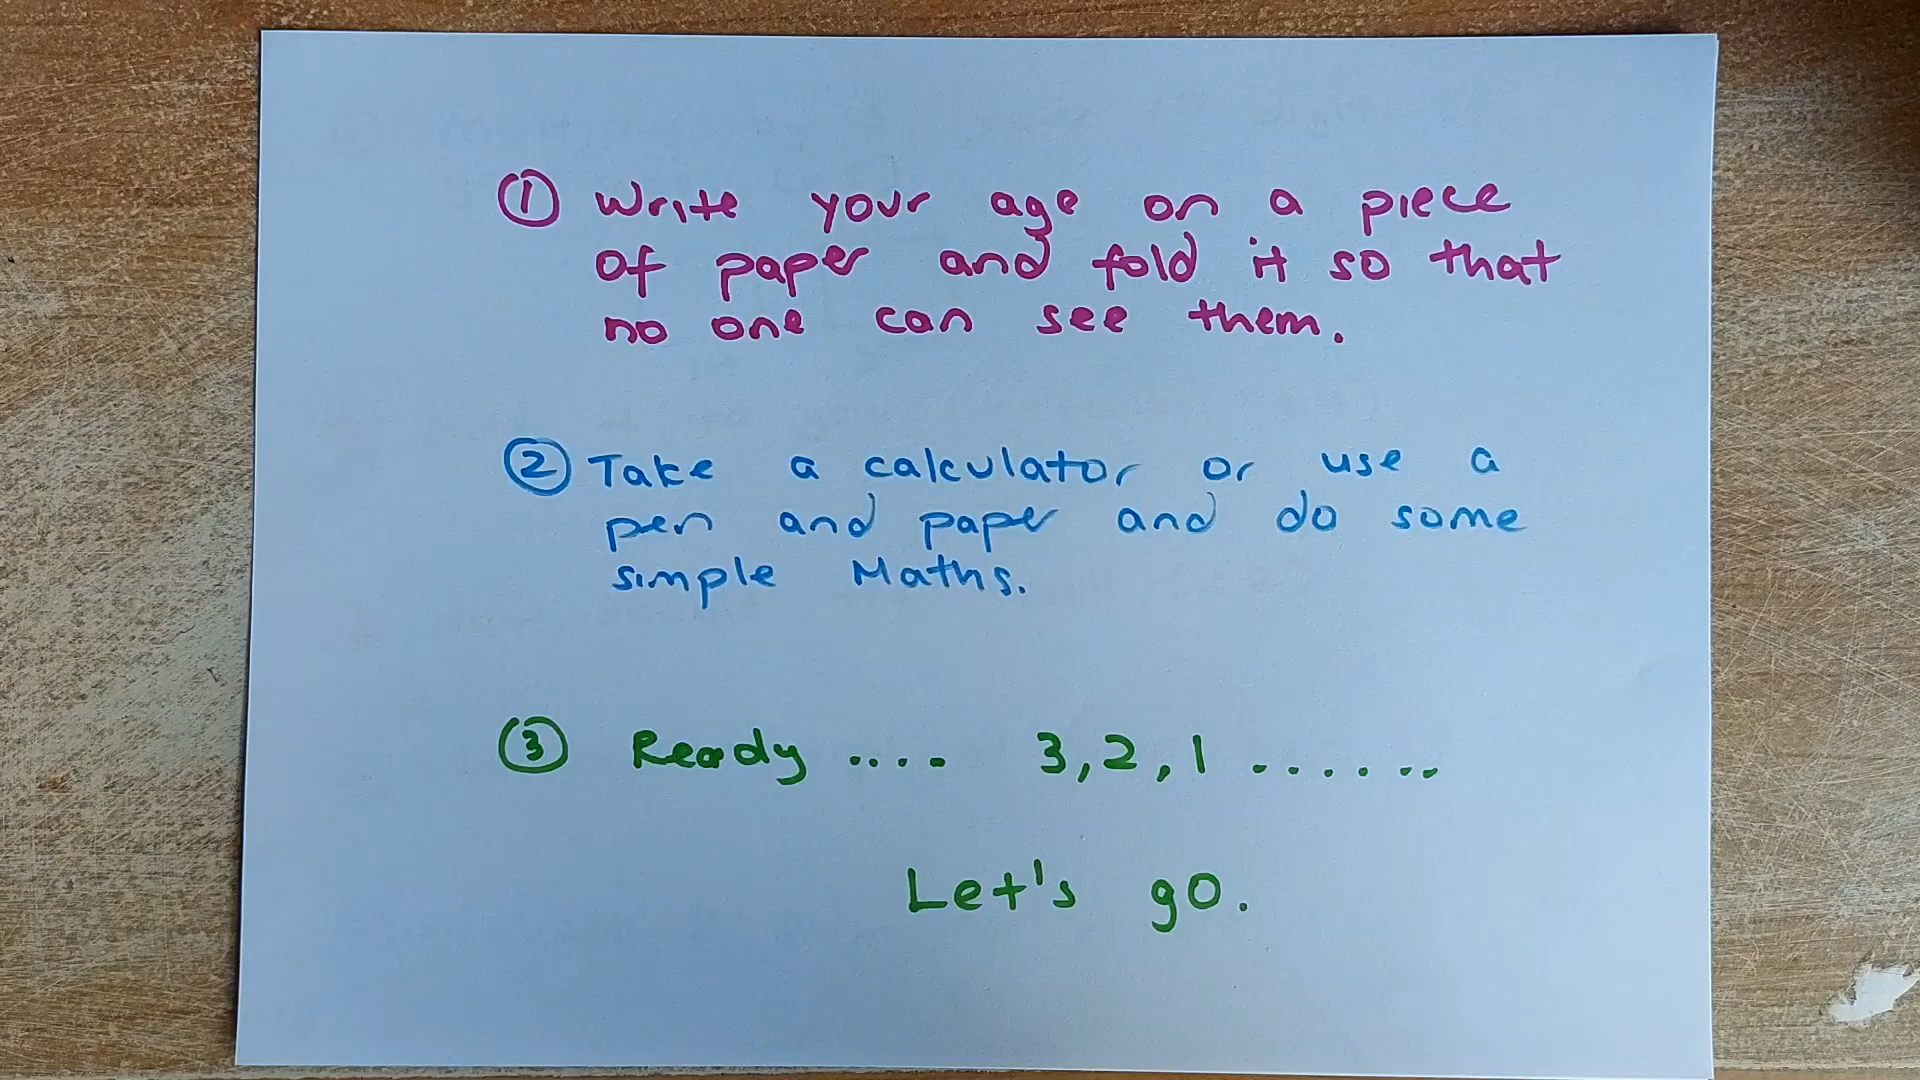 ① Write your age on a piece
of paper and fold it so that
no one can see them.
② Take a calculator or use a
pen and paper and do some
simple Maths.
③ Ready .... 3, 2, 1 ......
Let's go.